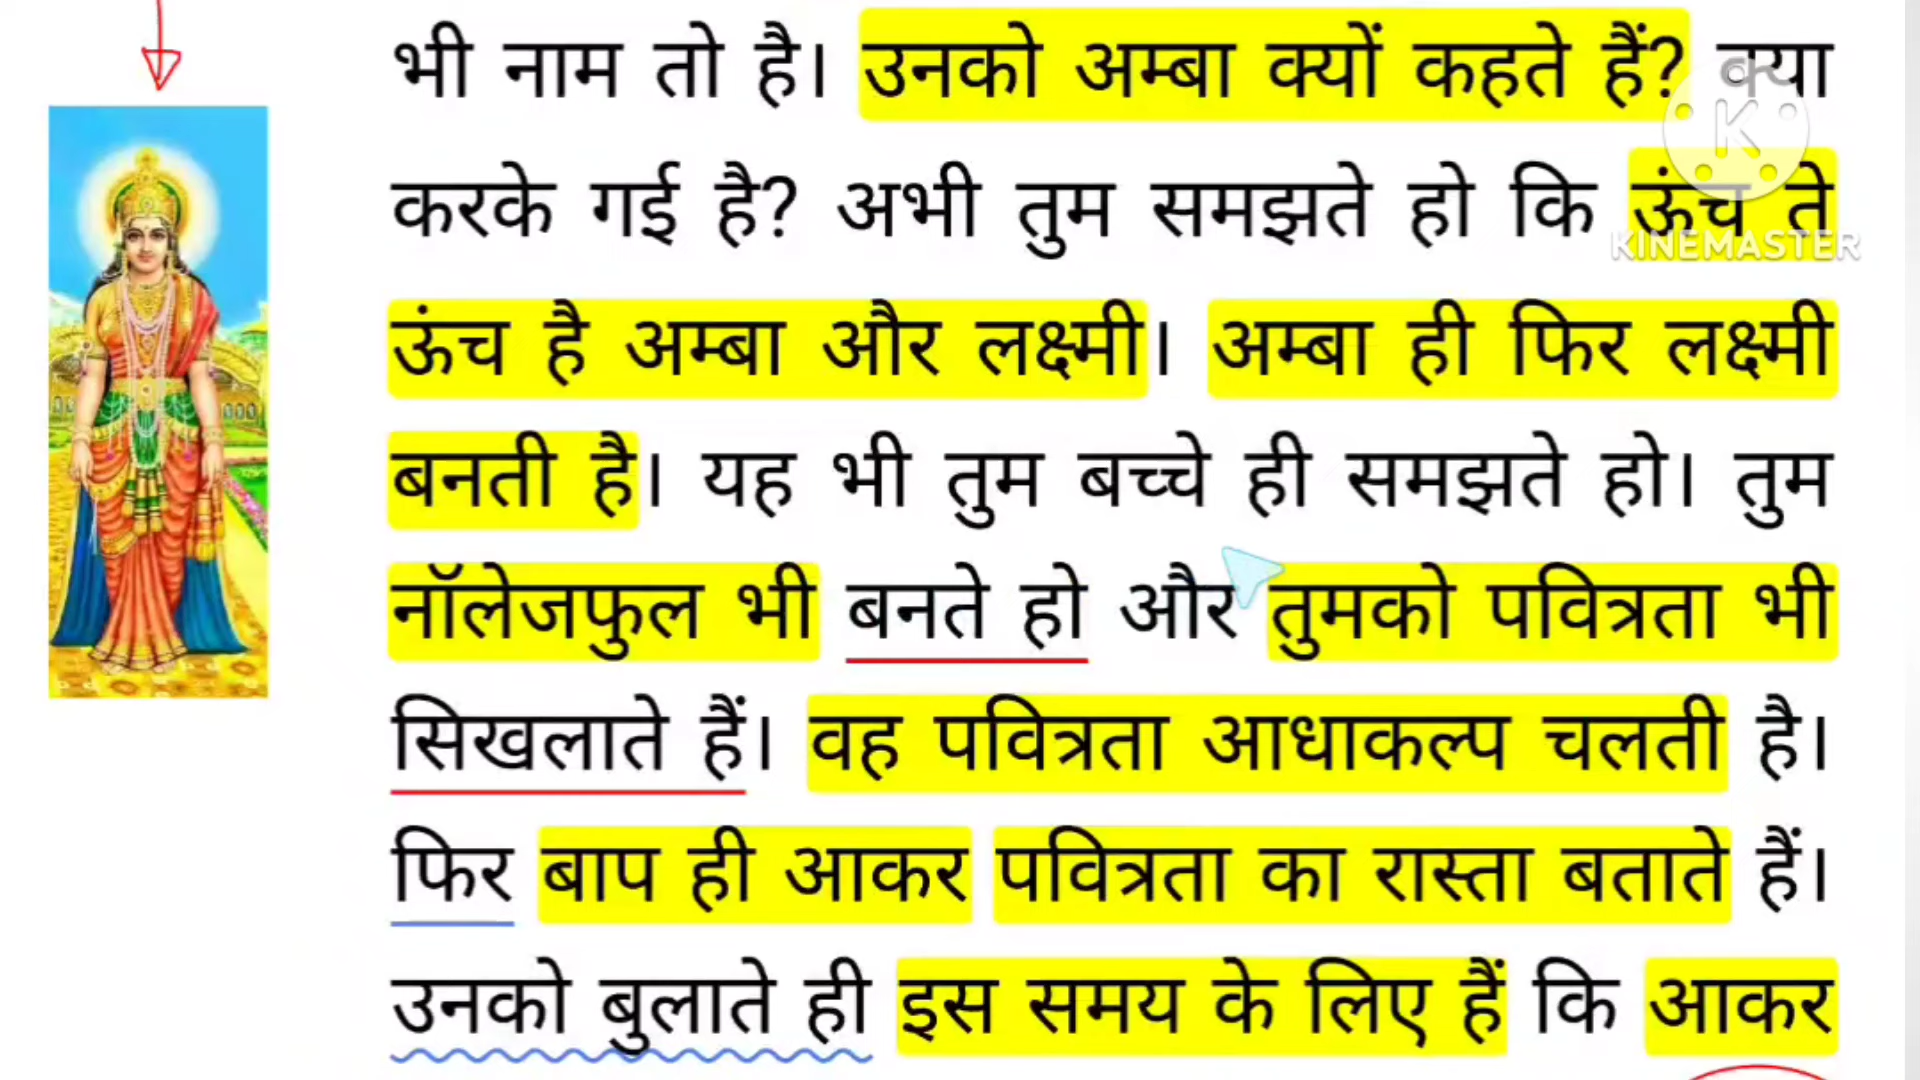 भी नाम तो है। उनको अम्बा क्यों कहते हैं? क्या
K
करके गई है? अभी तुम समझते हो कि ऊंच ते
KINEMASTER
ऊंच है अम्बा और लक्ष्मी। अम्बा ही फिर लक्ष्मी
बनती है। यह भी तुम बच्चे ही समझते हो। तुम
नॉलेजफुल भी बनते हो और तुमको पवित्रता भी
सिखलाते हैं। वह पवित्रता आधाकल्प चलती है।
फिर बाप ही आकर पवित्रता का रास्ता बताते हैं।
उनको बुलाते ही इस समय के लिए हैं कि आकर